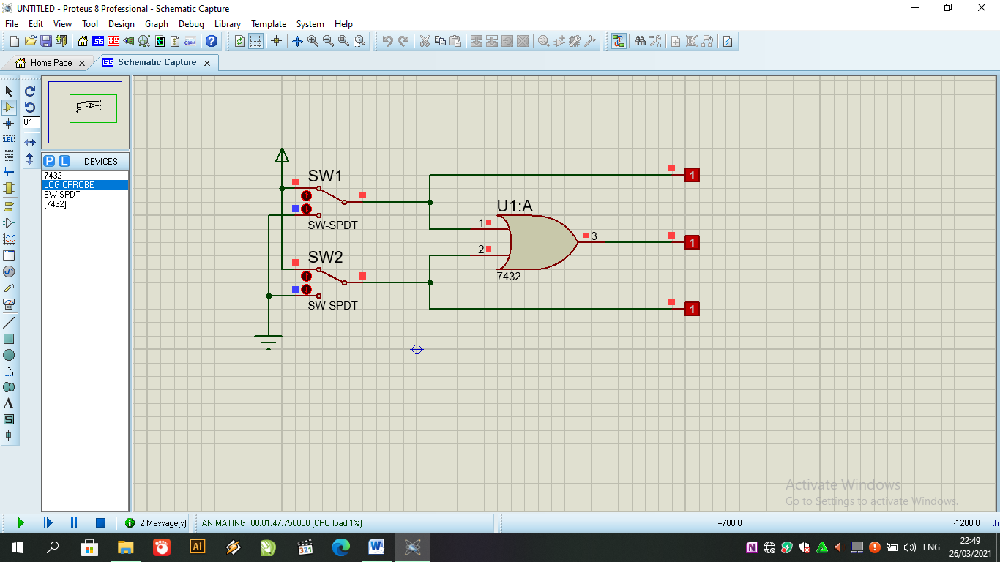 UNTITLED - Proteus 8 Professional - Schematic Capture
File Edit View Tool Design Graph Debug Library Template System Help
Home Page
Schematic Capture
0°
LBL
P L DEVICES
7432
LOGICPROBE
SW-SPDT
[7432]
A
S
SW1
SW-SPDT
SW2
SW-SPDT
U1:A
1
2
3
7432
1
1
1
Activate Windows
Go to Settings to activate Windows.
2 Message(s)
ANIMATING: 00:01:47.750000 (CPU load 1%)
+700.0
-1200.0
th
Ai
321
W
N
ENG
22:49
26/03/2021